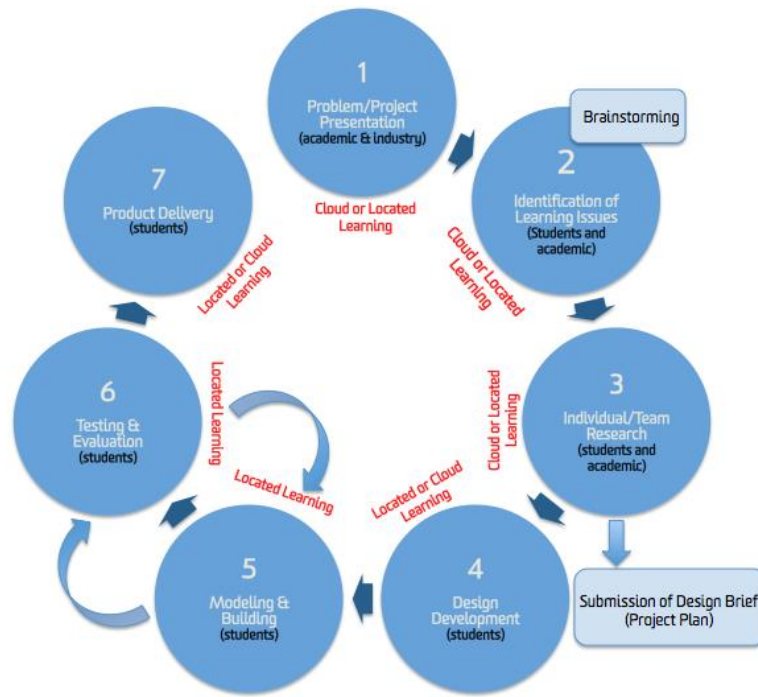 1
Problem/Project
Presentation
(academic & industry)
Cloud or Located
Learning
Brainstorming
2
Identification of
Learning Issues
(Students and
academic)
Cloud or Located
Learning
3
Individual/Team
Research
(students and
academic)
Cloud or Located
Learning
Submission of Design Brief
(Project Plan)
4
Design
Development
(students)
Located or Cloud
Learning
5
Modeling &
Building
(students)
Located Learning
6
Testing &
Evaluation
(students)
Located Learning
7
Product Delivery
(students)
Located or Cloud
Learning